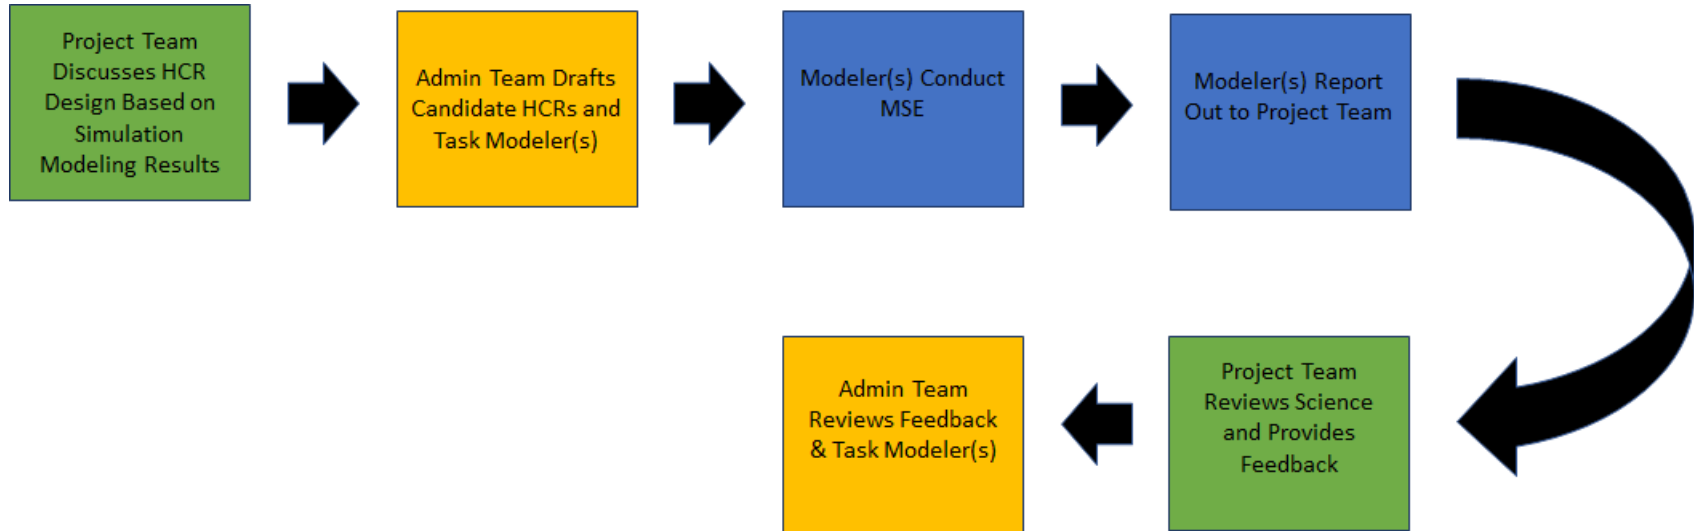 Project Team
Discusses HCR
Design Based on
Simulation
Modeling Results
Admin Team Drafts
Candidate HCRs and
Task Modeler(s)
Modeler(s) Conduct
MSE
Modeler(s) Report
Out to Project Team
Project Team
Reviews Science
and Provides
Feedback
Admin Team
Reviews Feedback
& Task Modeler(s)